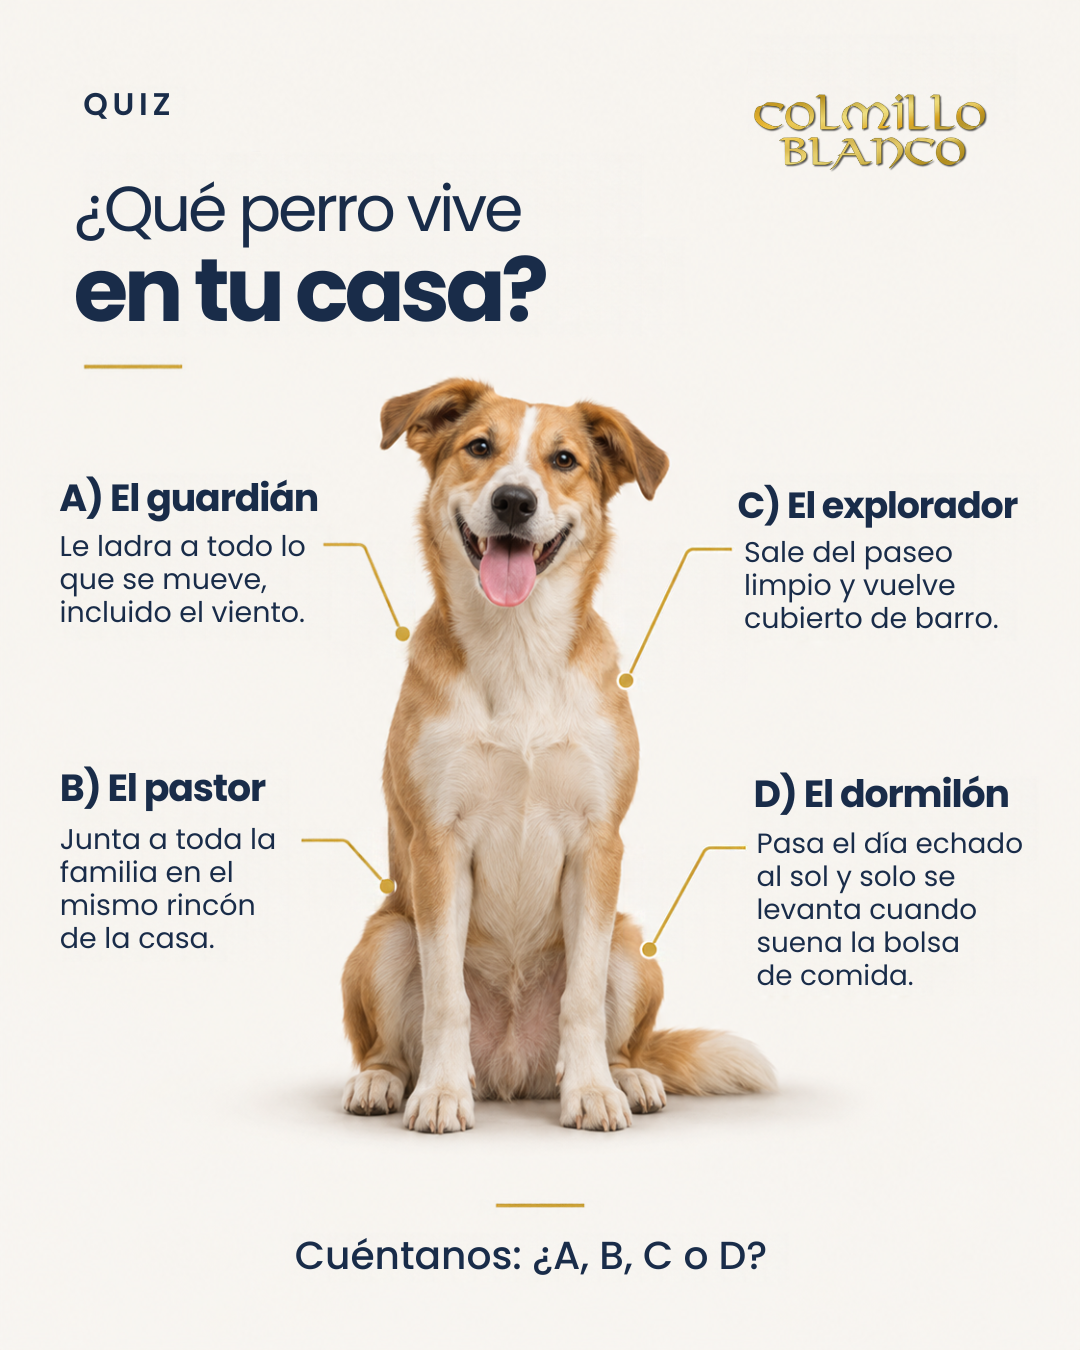 QUIZ
COLMILLO
BLANCO
¿Qué perro vive
en tu casa?
A) El guardián
Le ladra a todo lo
que se mueve,
incluido el viento.
C) El explorador
Sale del paseo
limpio y vuelve
cubierto de barro.
B) El pastor
Junta a toda la
familia en el
mismo rincón
de la casa.
D) El dormilón
Pasa el día echado
al sol y solo se
levanta cuando
suena la bolsa
de comida.
Cuéntanos: ¿A, B, C o D?